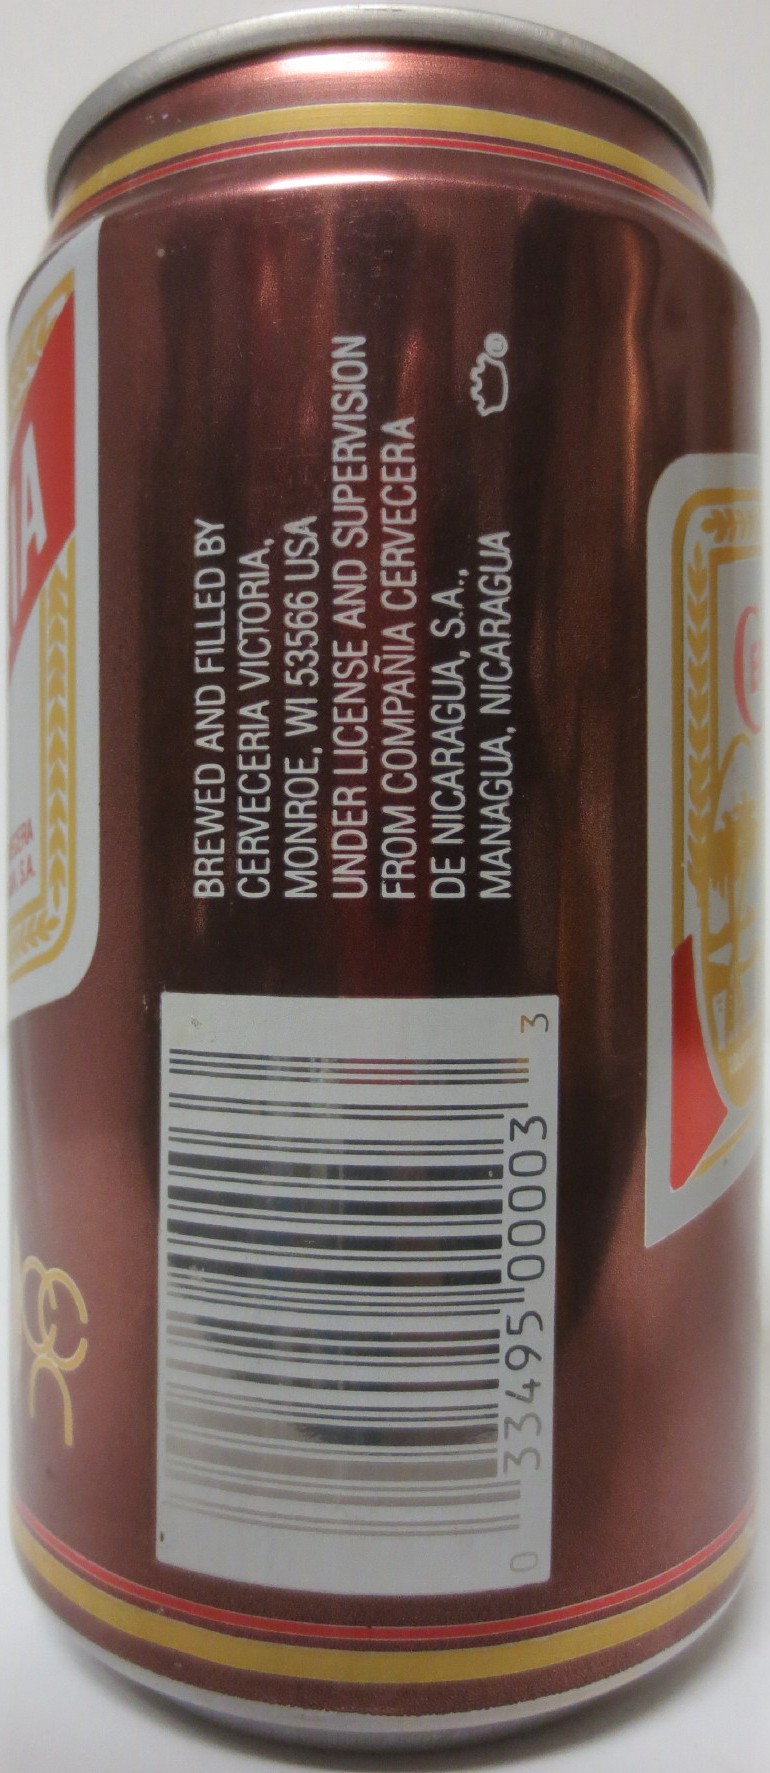 BREWED AND FILLED BY
CERVECERIA VICTORIA,
MONROE, WI 53566 USA
UNDER LICENSE AND SUPERVISION
FROM COMPAÑIA CERVECERA
DE NICARAGUA, S.A.,
MANAGUA, NICARAGUA
0 33495 00003 3
IA
S.A.